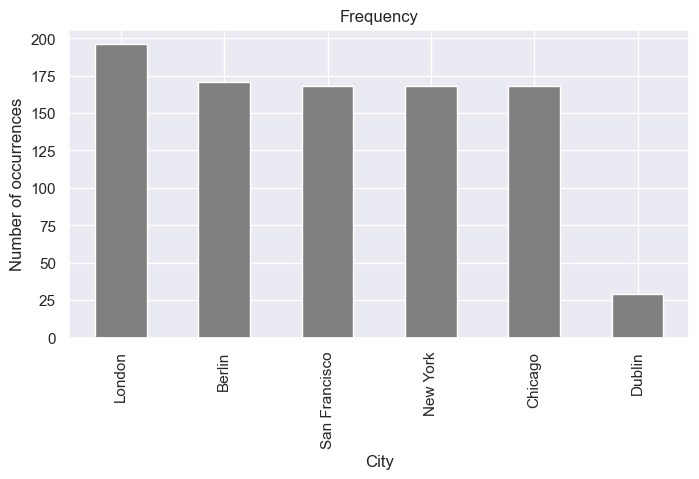 Frequency
Number of occurrences
200
175
150
125
100
75
50
25
0
London
Berlin
San Francisco
New York
Chicago
Dublin
City